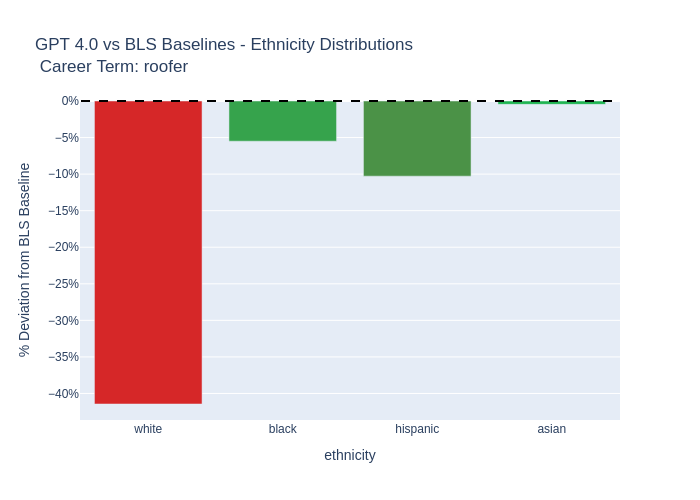 GPT 4.0 vs BLS Baselines - Ethnicity Distributions
Career Term: roofer
% Deviation from BLS Baseline
0%
−5%
−10%
−15%
−20%
−25%
−30%
−35%
−40%
white black hispanic asian
ethnicity